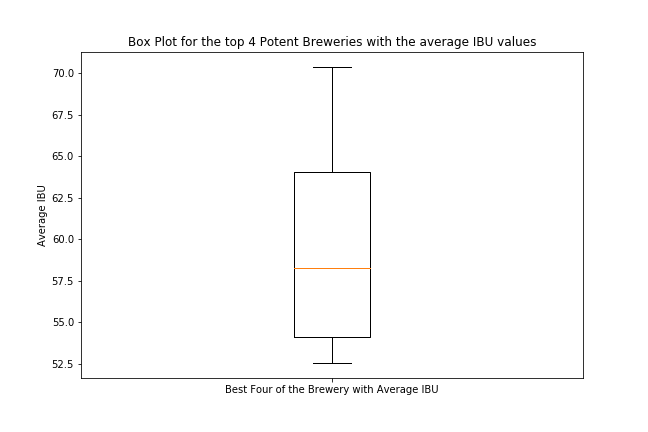 Box Plot for the top 4 Potent Breweries with the average IBU values
70.0
67.5
65.0
62.5
60.0
57.5
55.0
52.5
Average IBU
Best Four of the Brewery with Average IBU